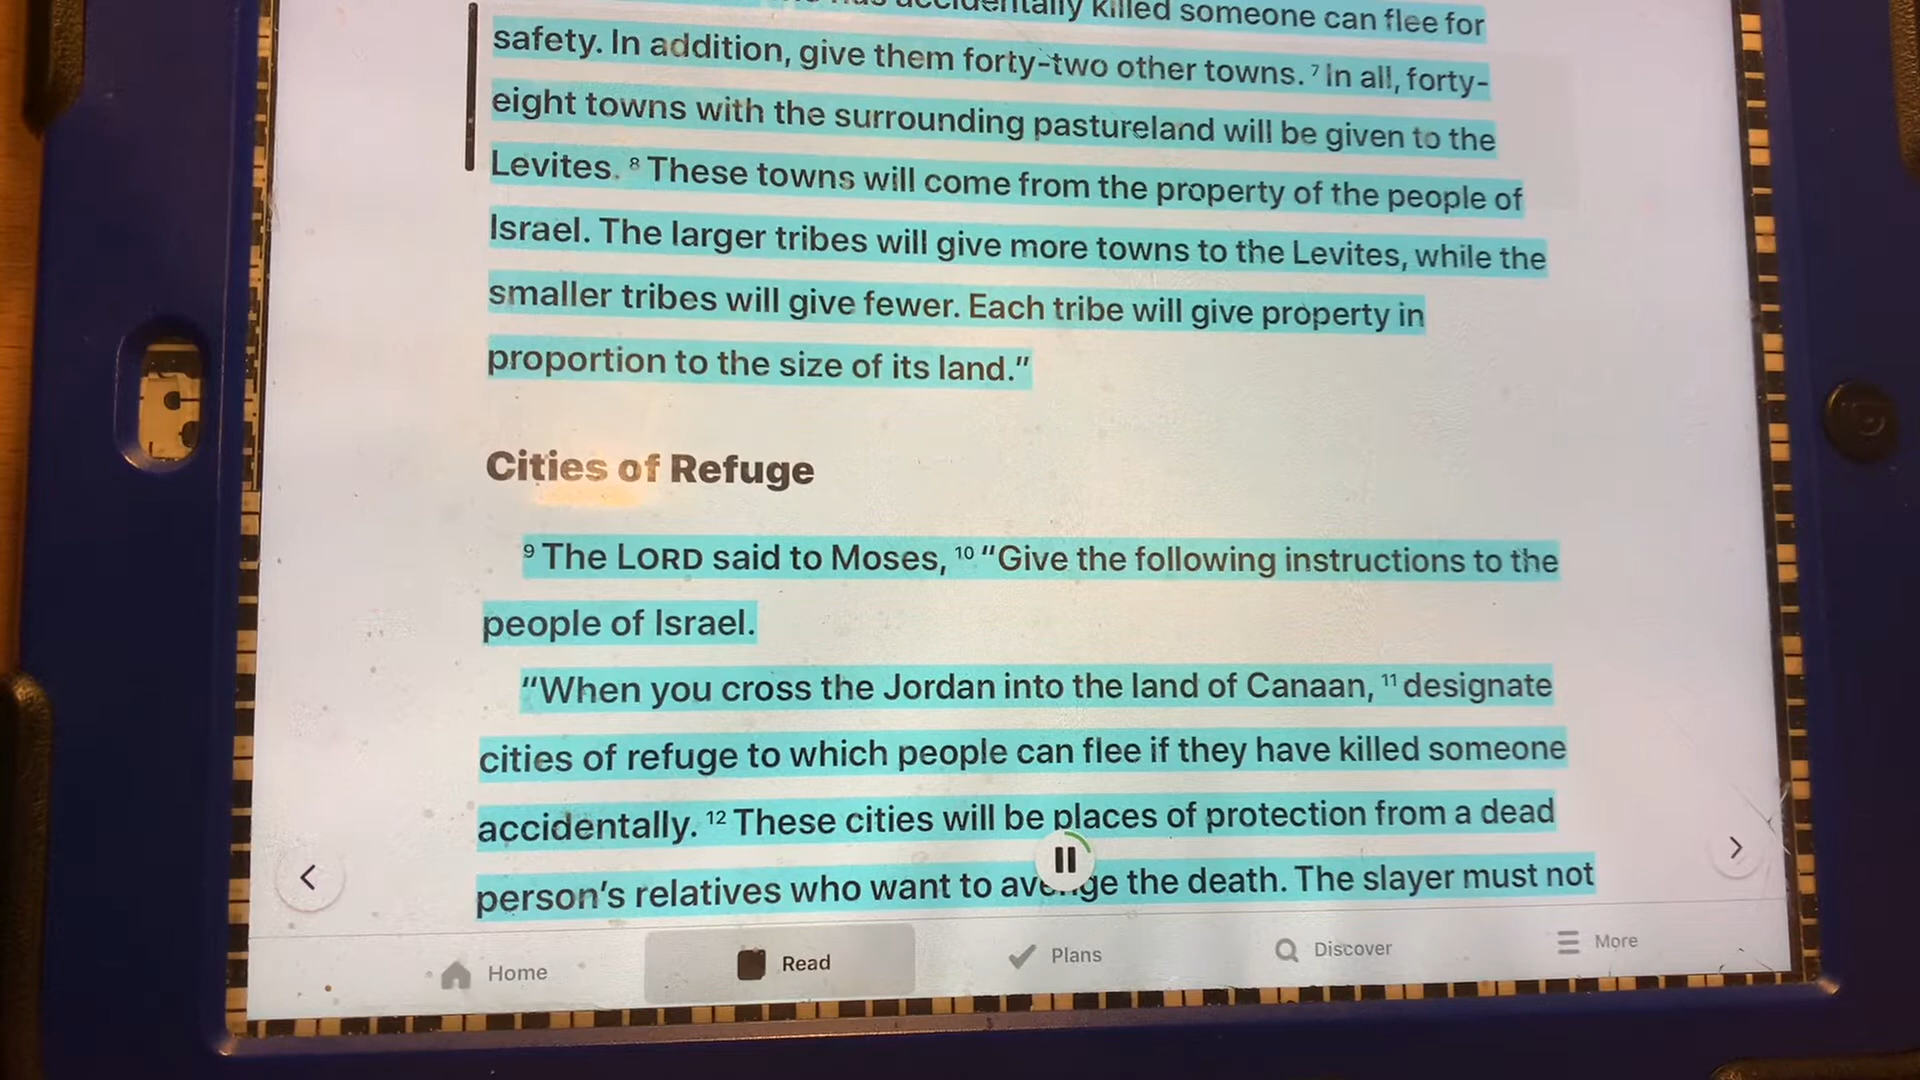 accidentally killed someone can flee for
safety. In addition, give them forty-two other towns. 7 In all, forty-
eight towns with the surrounding pastureland will be given to the
Levites. 8 These towns will come from the property of the people of
Israel. The larger tribes will give more towns to the Levites, while the
smaller tribes will give fewer. Each tribe will give property in
proportion to the size of its land.”
Cities of Refuge
9 The LORD said to Moses, 10 “Give the following instructions to the
people of Israel.
“When you cross the Jordan into the land of Canaan, 11 designate
cities of refuge to which people can flee if they have killed someone
accidentally. 12 These cities will be places of protection from a dead
person’s relatives who want to avenge the death. The slayer must not
Home Read Plans Discover More